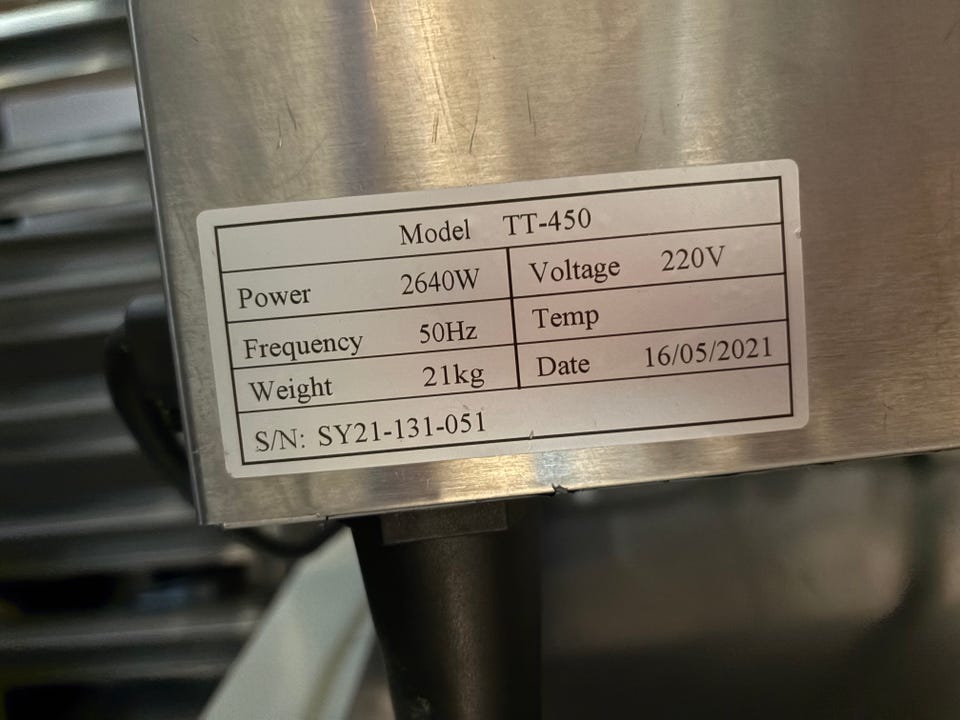 Model TT-450
Power 2640W Voltage 220V
Frequency 50Hz Temp
Weight 21kg Date 16/05/2021
S/N: SY21-131-051